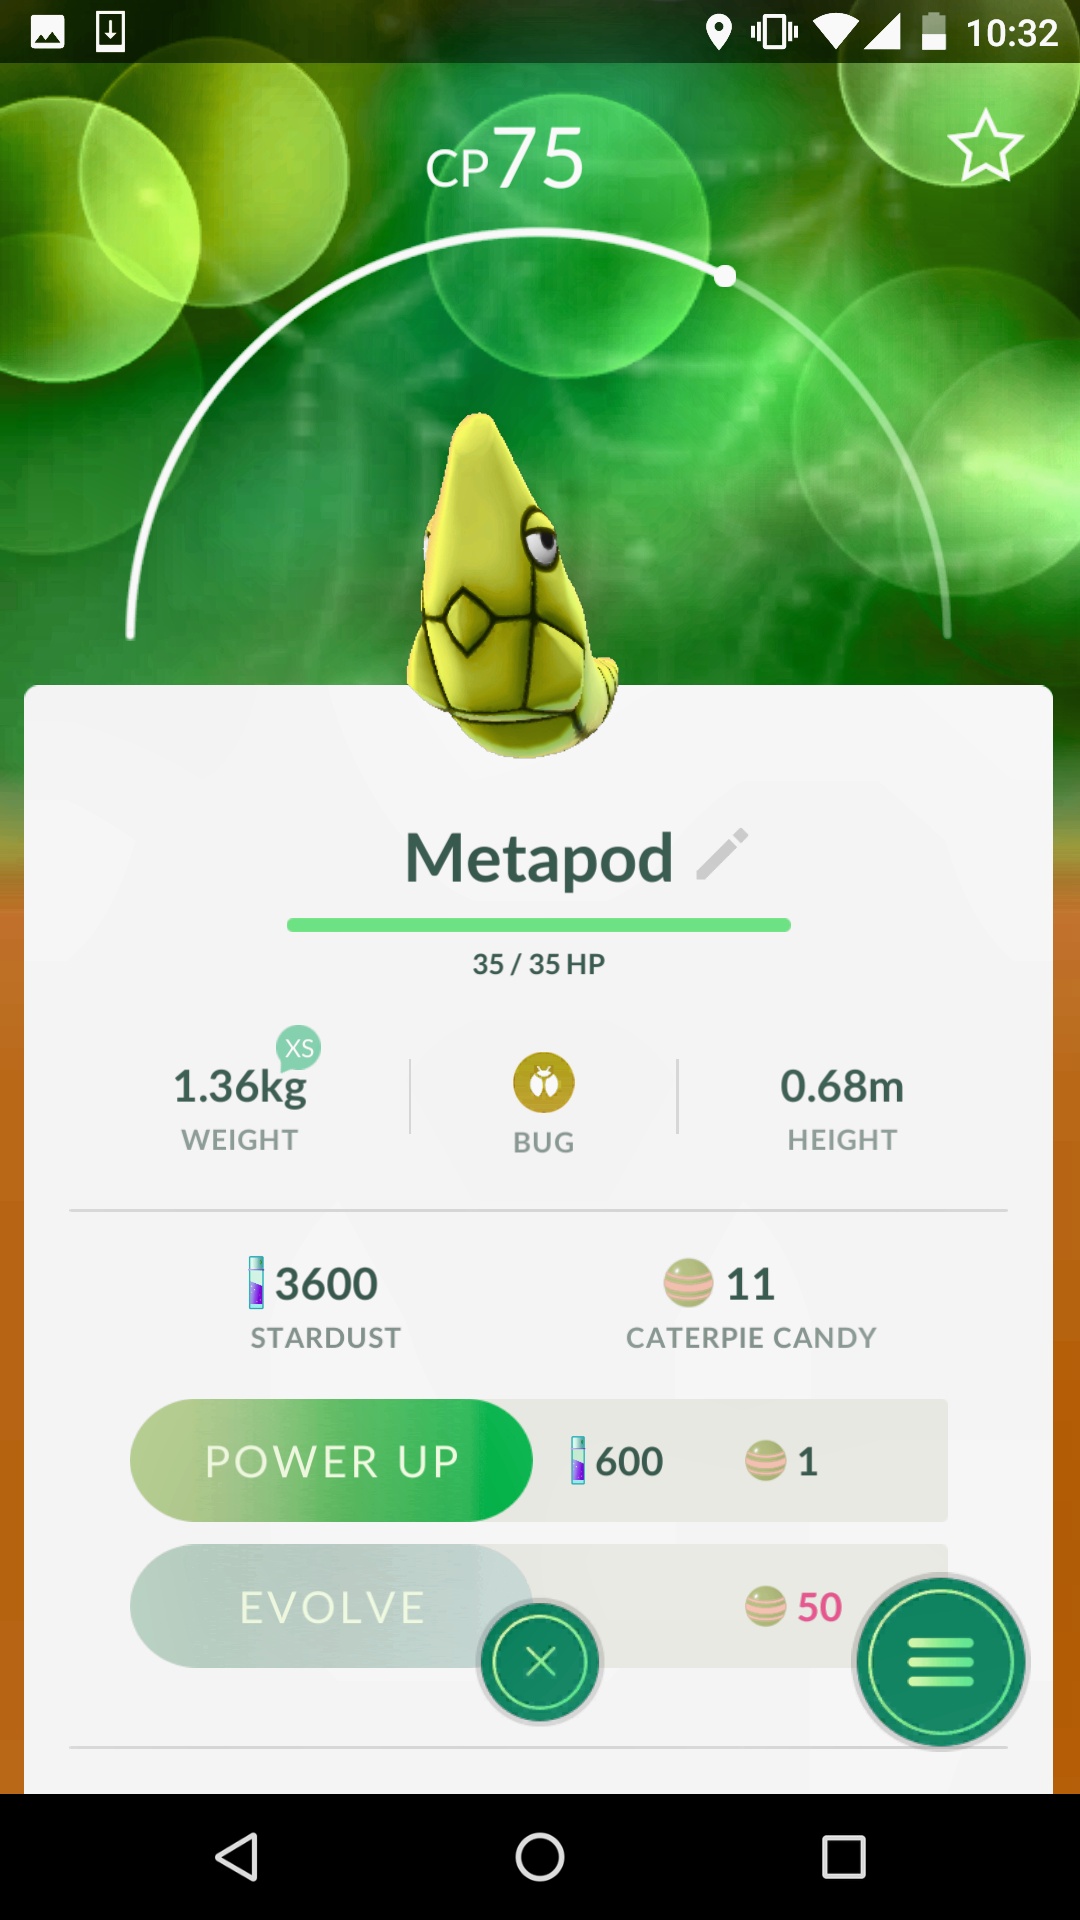 10:32
CP75
Metapod
35 / 35 HP
XS
1.36kg
WEIGHT
BUG
0.68m
HEIGHT
3600
STARDUST
11
CATERPIE CANDY
POWER UP 600 1
EVOLVE 50